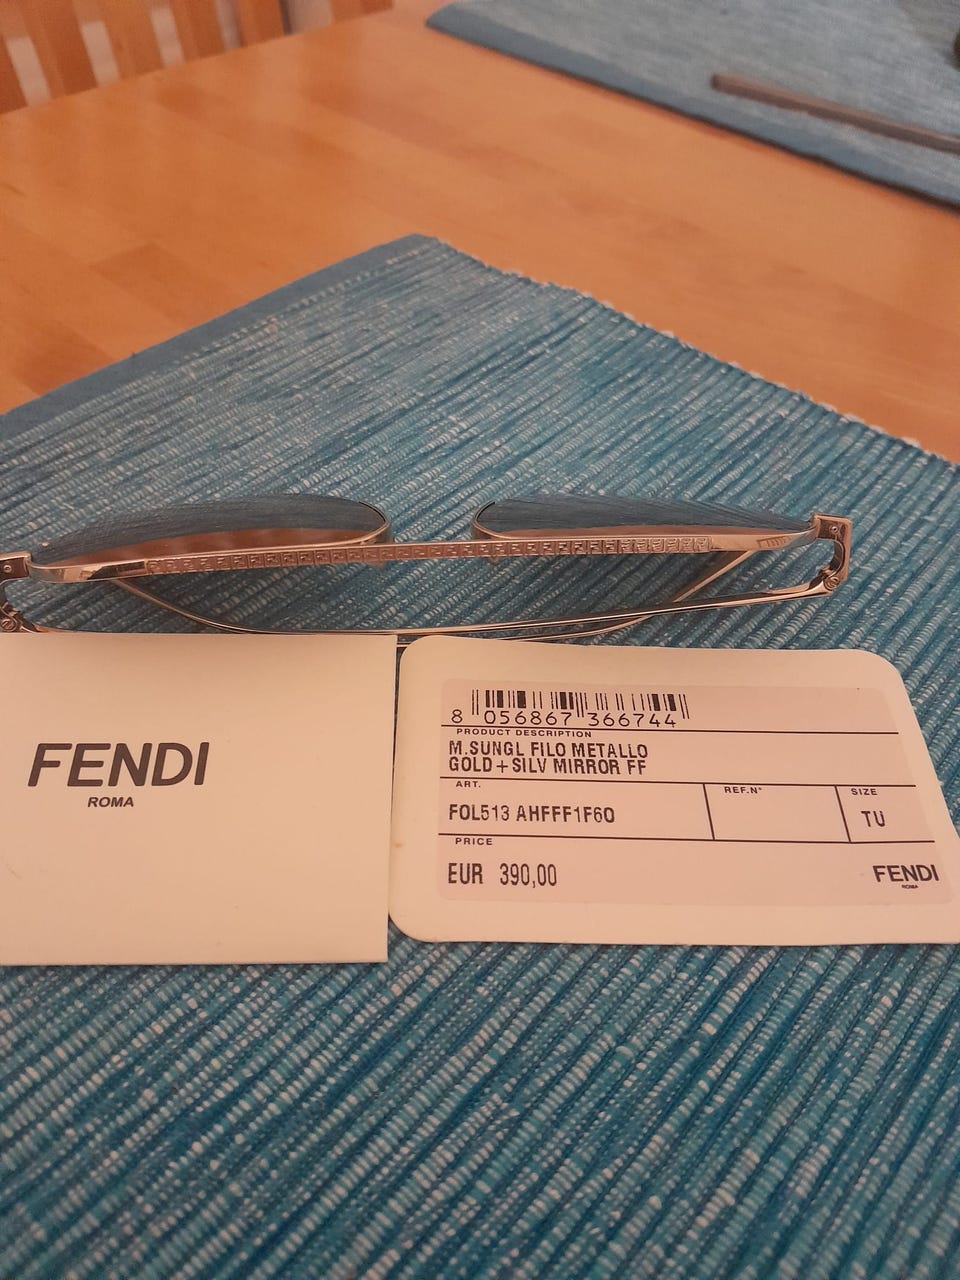 FENDI
ROMA
8 056867 366744
PRODUCT DESCRIPTION
M.SUNGL FILO METALLO
GOLD+SILV MIRROR FF
ART.
FOL513 AHFFF1F60
REF.N°
SIZE
TU
PRICE
EUR 390,00
FENDI
ROMA